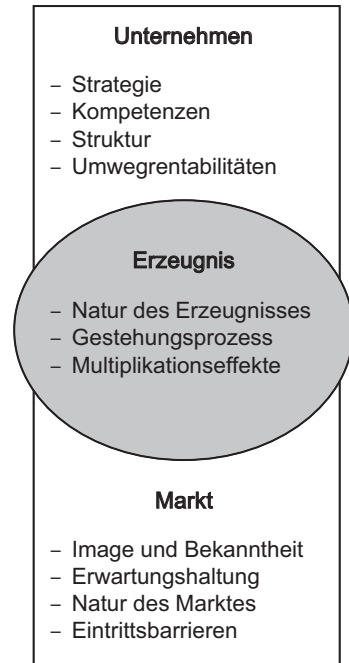 Unternehmen
– Strategie
– Kompetenzen
– Struktur
– Umwegrentabilitäten
Erzeugnis
– Natur des Erzeugnisses
– Gestehungsprozess
– Multiplikationseffekte
Markt
– Image und Bekanntheit
– Erwartungshaltung
– Natur des Marktes
– Eintrittsbarrieren